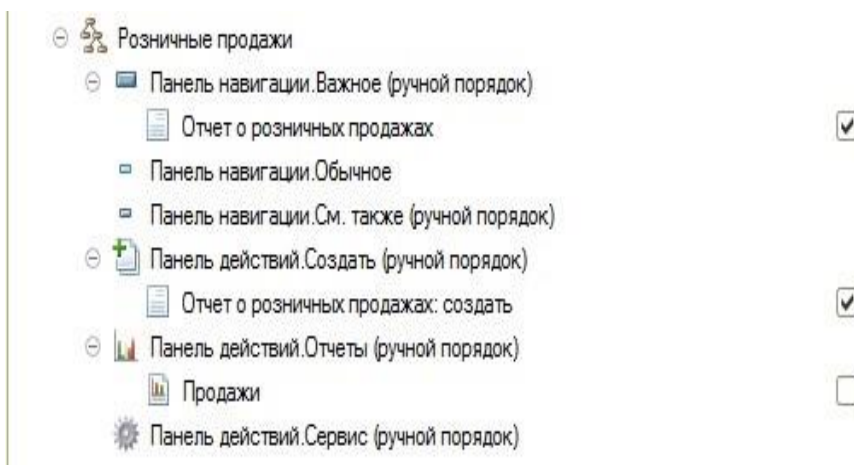 Розничные продажи
Панель навигации.Важное (ручной порядок)
Отчет о розничных продажах
Панель навигации.Обычное
Панель навигации.См. также (ручной порядок)
Панель действий.Создать (ручной порядок)
Отчет о розничных продажах: создать
Панель действий.Отчеты (ручной порядок)
Продажи
Панель действий.Сервис (ручной порядок)